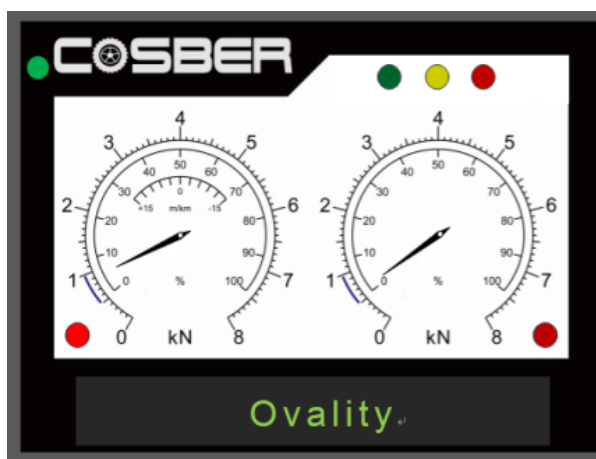 COSBER
4 4
3 5 3 5
40 50 60 40 50 60
30 70 30 70
0
+15 m/km -15
2 20 80 6 2 20 80 6
10 90 10 90
1 0 % 100 7 1 0 % 100 7
0 kN 8 0 kN 8
Ovality